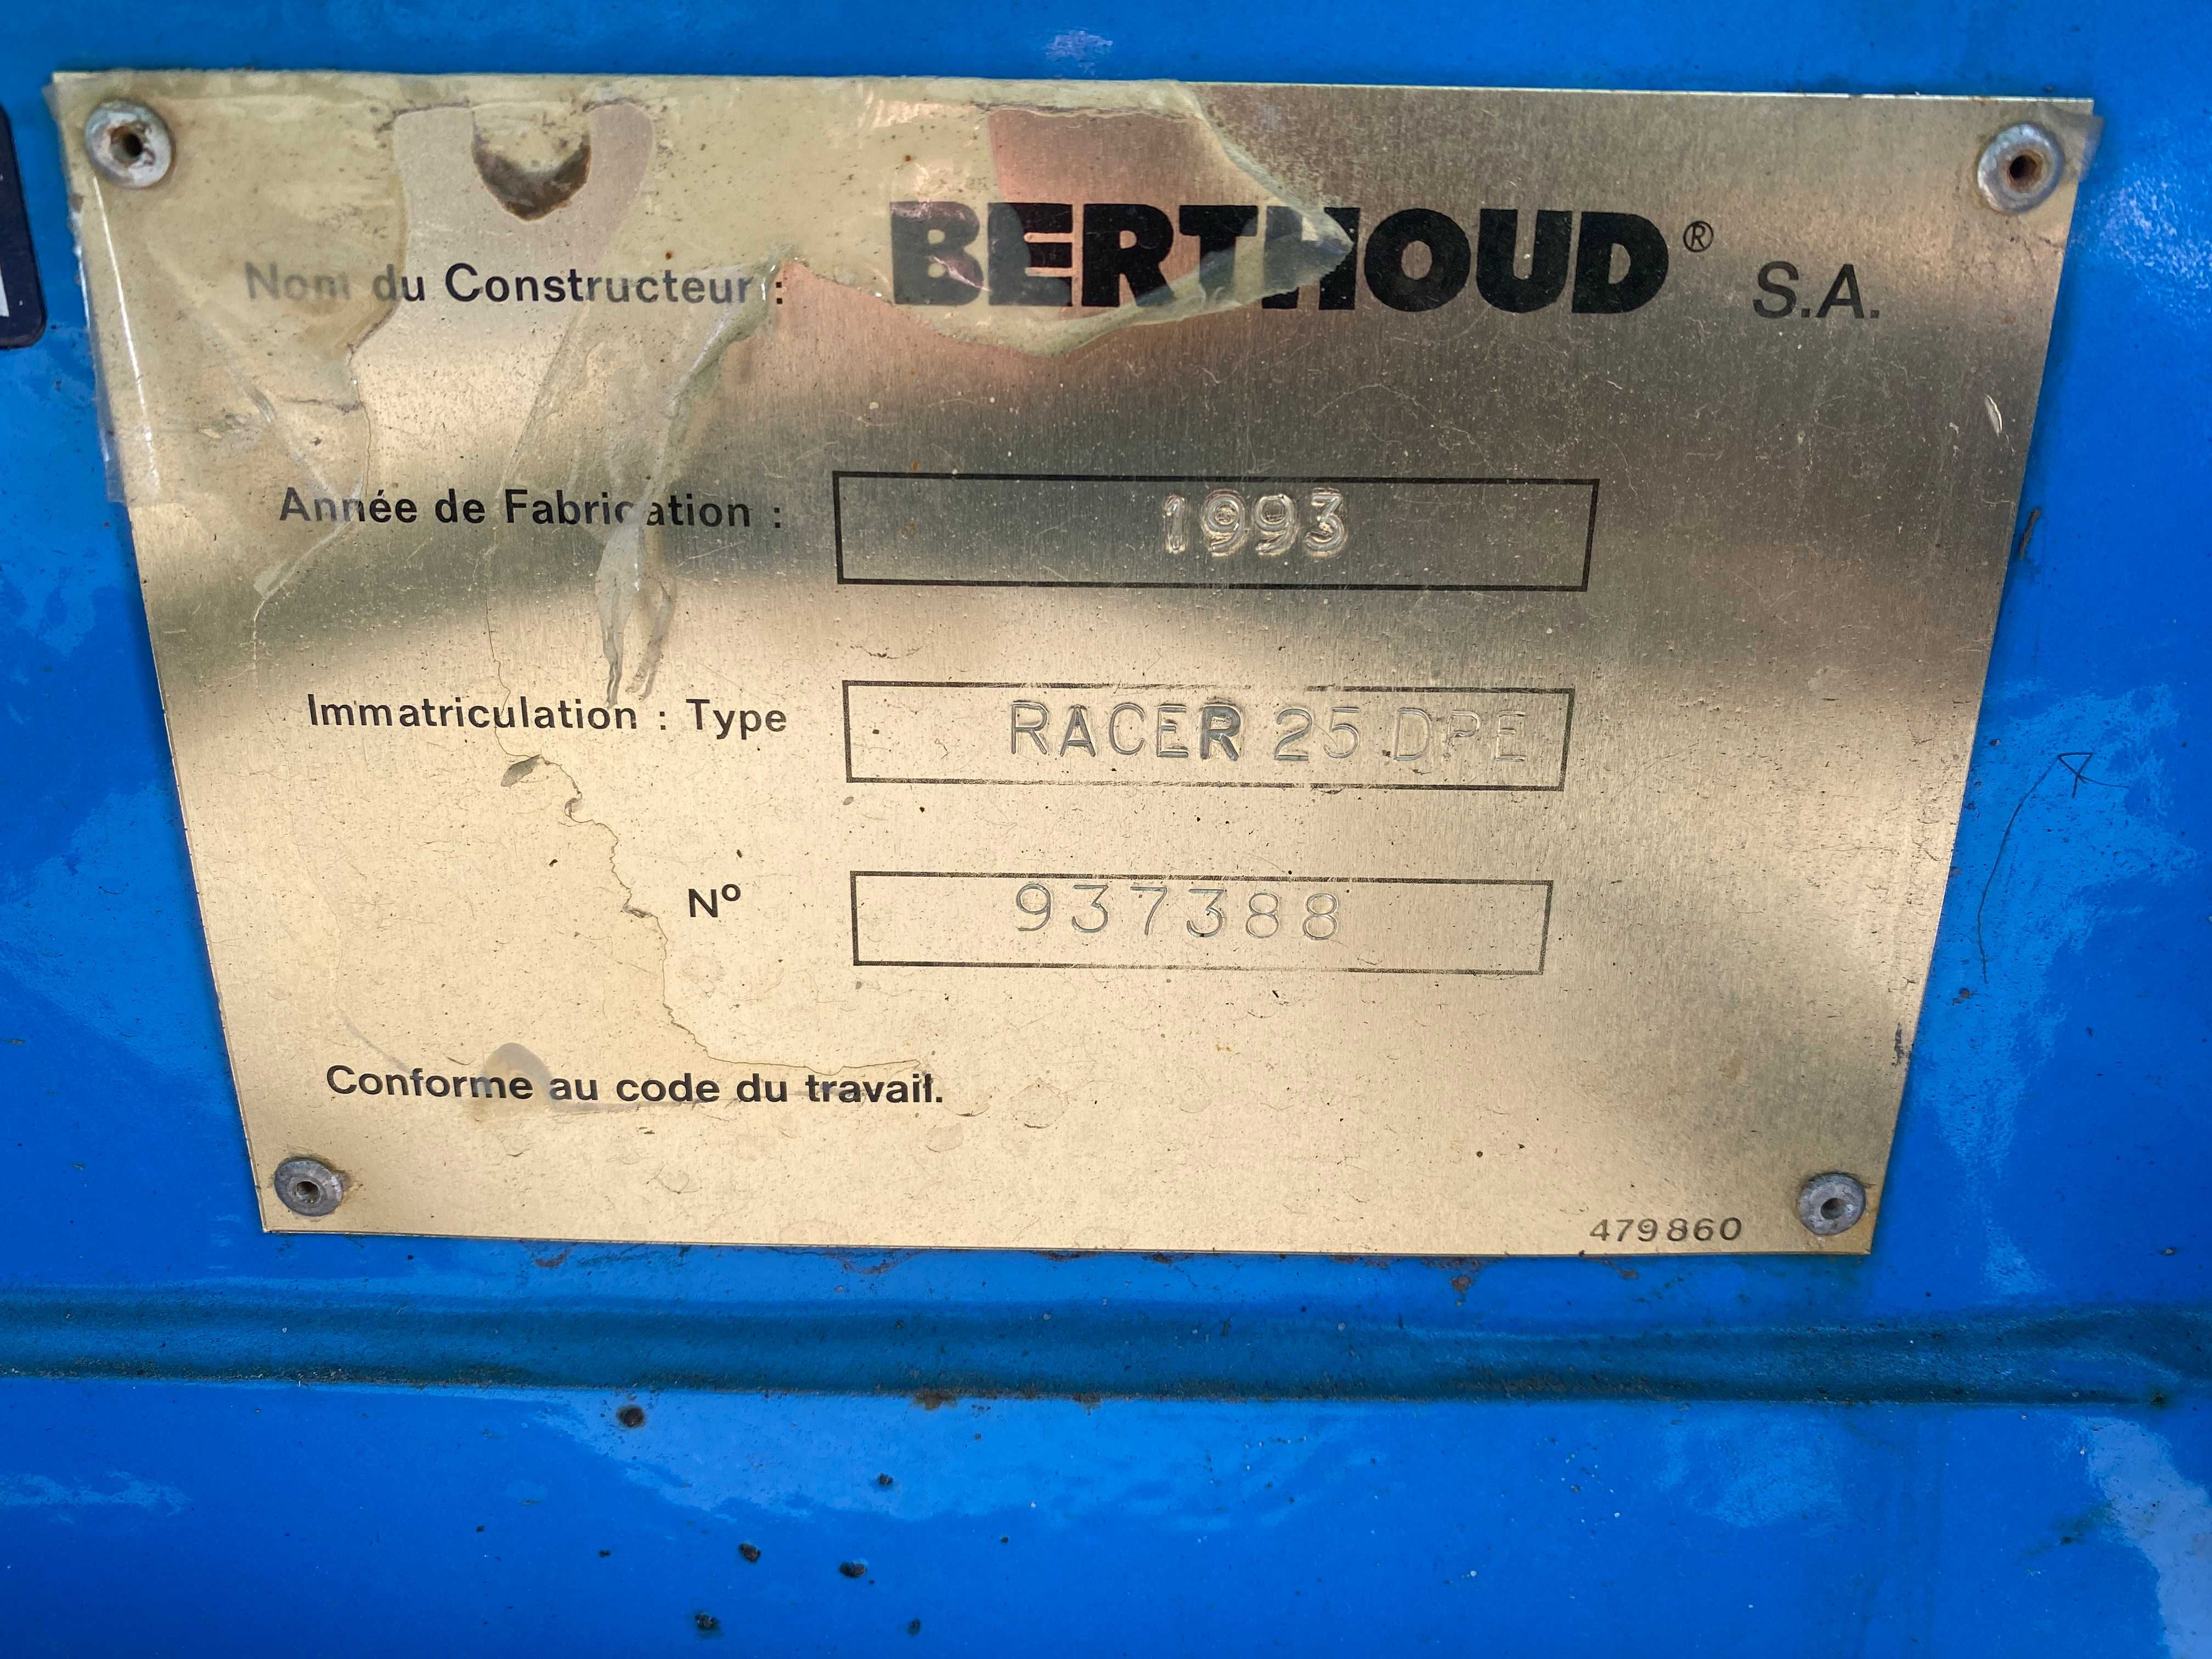 Nom du Constructeur : BERTHOUD® S.A.
Année de Fabrication : 1993
Immatriculation : Type RACER 25 DPE
Nº 937388
Conforme au code du travail.
479860